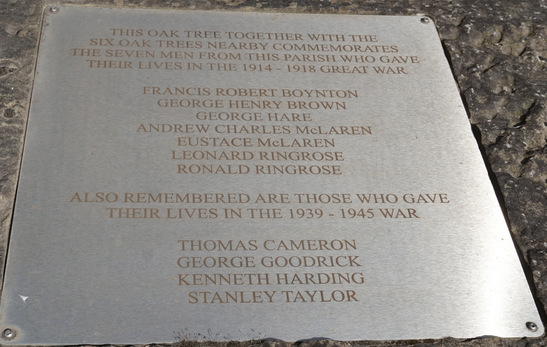 THIS OAK TREE TOGETHER WITH THE
SIX OAK TREES NEARBY COMMEMORATES
THE SEVEN MEN FROM THIS PARISH WHO GAVE
THEIR LIVES IN THE 1914 - 1918 GREAT WAR
FRANCIS ROBERT BOYNTON
GEORGE HENRY BROWN
GEORGE HARE
ANDREW CHARLES McLAREN
EUSTACE McLAREN
LEONARD RINGROSE
RONALD RINGROSE
ALSO REMEMBERED ARE THOSE WHO GAVE
THEIR LIVES IN THE 1939 - 1945 WAR
THOMAS CAMERON
GEORGE GOODRICK
KENNETH HARDING
STANLEY TAYLOR